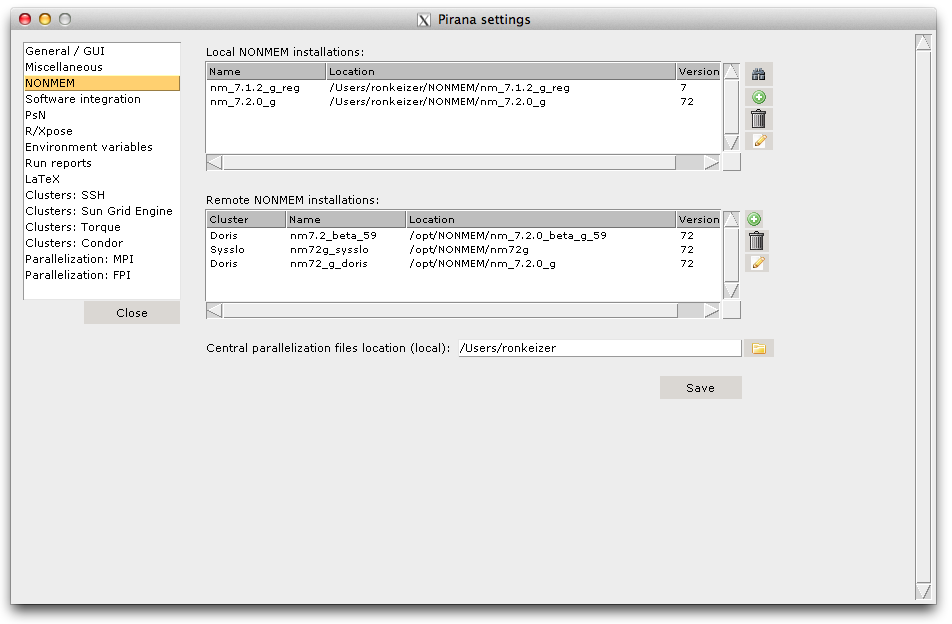 Pirana settings
General / GUI
Miscellaneous
NONMEM
Software integration
PsN
R/Xpose
Environment variables
Run reports
LaTeX
Clusters: SSH
Clusters: Sun Grid Engine
Clusters: Torque
Clusters: Condor
Parallelization: MPI
Parallelization: FPI
Close
Local NONMEM installations:
Name Location Version
nm_7.1.2_g_reg /Users/ronkeizer/NONMEM/nm_7.1.2_g_reg 7
nm_7.2.0_g /Users/ronkeizer/NONMEM/nm_7.2.0_g 72
Remote NONMEM installations:
Cluster Name Location Version
Doris nm7.2_beta_59 /opt/NONMEM/nm_7.2.0_beta_g_59 72
Sysslo nm72g_sysslo /opt/NONMEM/nm72g 72
Doris nm72_g_doris /opt/NONMEM/nm_7.2.0_g 72
Central parallelization files location (local): /Users/ronkeizer
Save